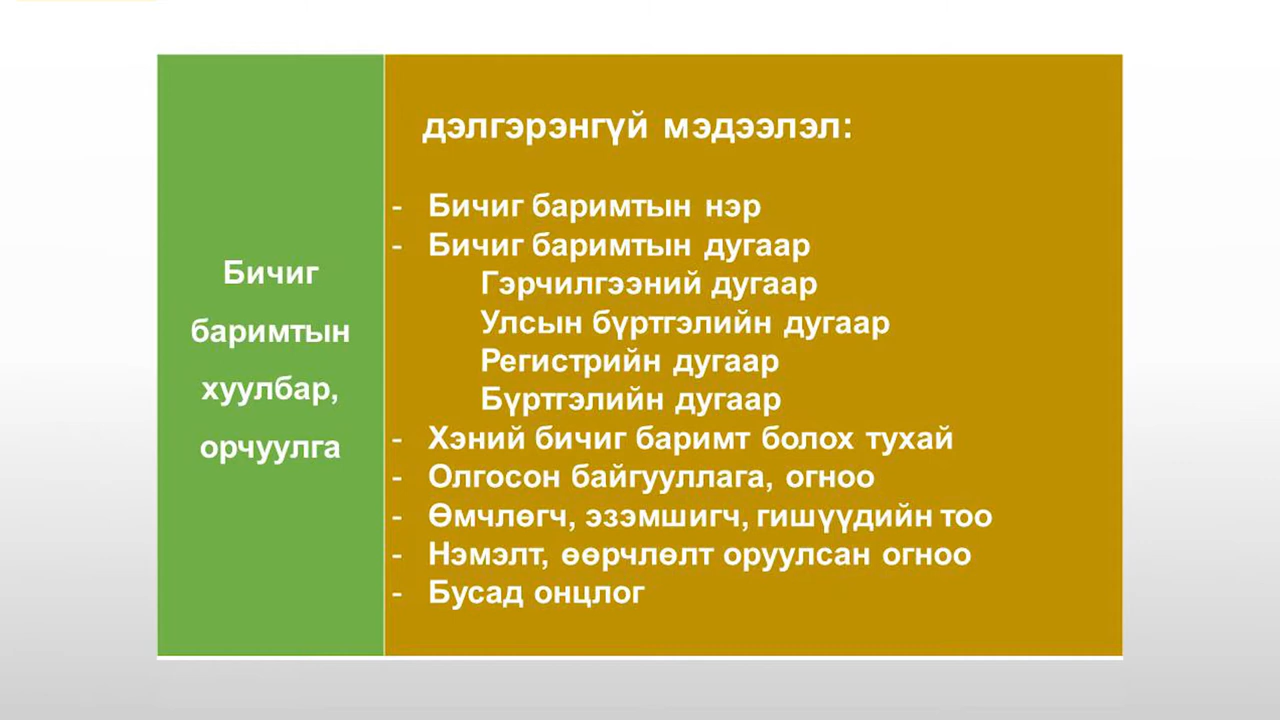 Бичиг
баримтын
хуулбар,
орчуулга
дэлгэрэнгүй мэдээлэл:
- Бичиг баримтын нэр
- Бичиг баримтын дугаар
Гэрчилгээний дугаар
Улсын бүртгэлийн дугаар
Регистрийн дугаар
Бүртгэлийн дугаар
- Хэний бичиг баримт болох тухай
- Олгосон байгууллага, огноо
- Өмчлөгч, эзэмшигч, гишүүдийн тоо
- Нэмэлт, өөрчлөлт оруулсан огноо
- Бусад онцлог